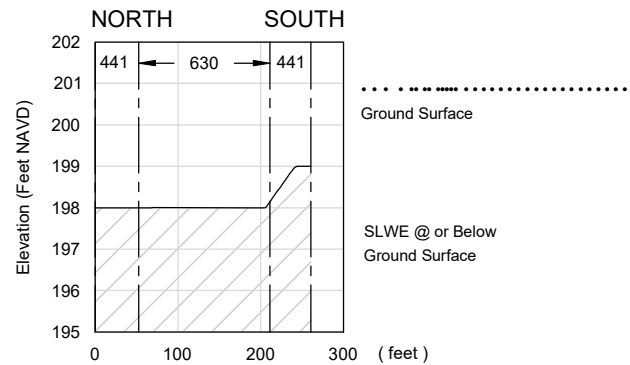 NORTH SOUTH
202
441 630 441
201
Ground Surface
200
199
198
SLWE @ or Below
Ground Surface
197
196
195
0 100 200 300 ( feet )
Elevation (Feet NAVD)